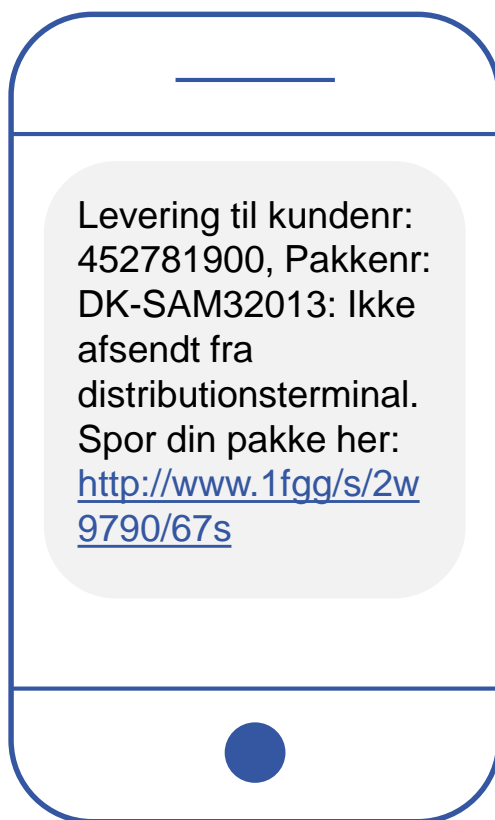 Levering til kundenr:
452781900, Pakkenr:
DK-SAM32013: Ikke
afsendt fra
distributionsterminal.
Spor din pakke her:
http://www.1fgg/s/2w
9790/67s